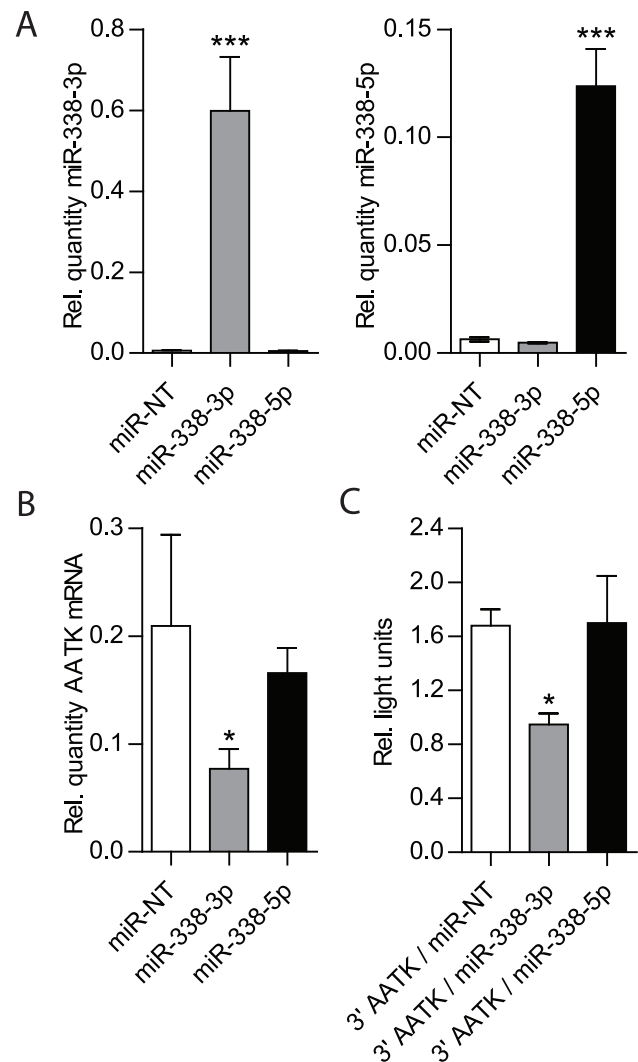 A
Rel. quantity miR-338-3p
0.8
0.6
0.4
0.2
0.0
***
miR-NT
miR-338-3p
miR-338-5p
Rel. quantity miR-338-5p
0.15
0.10
0.05
0.00
***
miR-NT
miR-338-3p
miR-338-5p
B
Rel. quantity AATK mRNA
0.3
0.2
0.1
0.0
*
miR-NT
miR-338-3p
miR-338-5p
C
Rel. light units
2.4
2.0
1.6
1.2
0.8
0.4
0.0
*
3' AATK / miR-NT
3' AATK / miR-338-3p
3' AATK / miR-338-5p